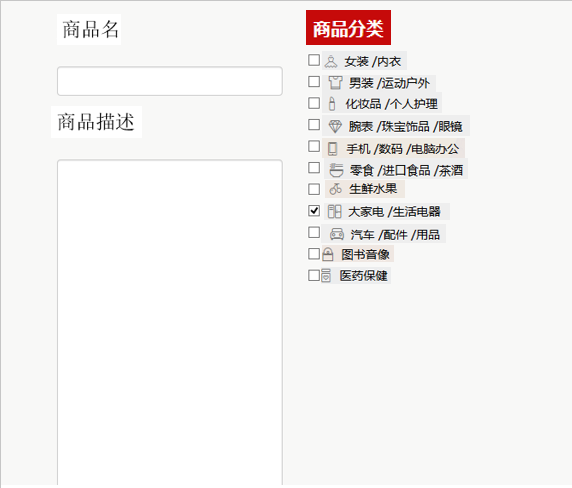 商品名
商品描述
商品分类
女装 /内衣
男装 /运动户外
化妆品 /个人护理
腕表 /珠宝饰品 /眼镜
手机 /数码 /电脑办公
零食 /进口食品 /茶酒
生鲜水果
大家电 /生活电器
汽车 /配件 /用品
图书音像
医药保健